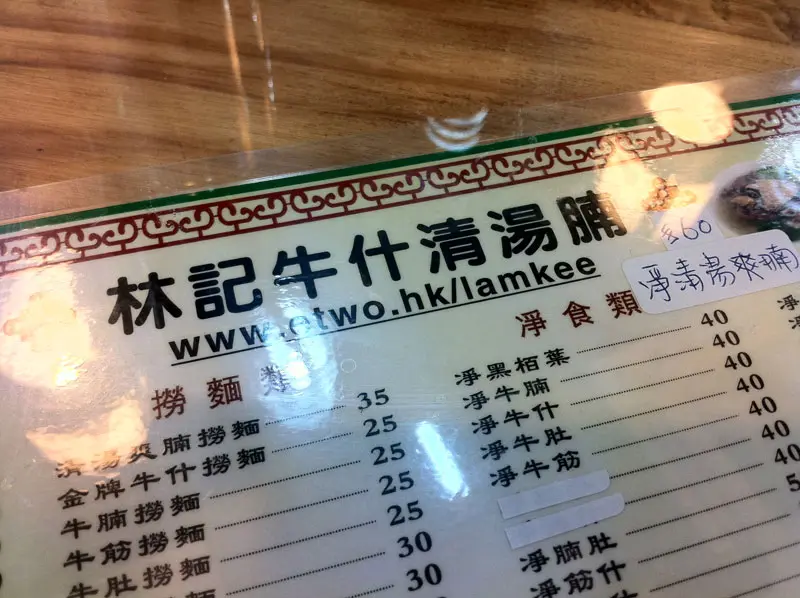 林記牛什清湯腩
www.etwo.hk/lamkee
$60
淨清湯爽腩
撈麵類
清湯爽腩撈麵 35
金牌牛什撈麵 25
牛腩撈麵 25
牛筋撈麵 25
牛肚撈麵 25
30
30
淨食類
淨黑栢葉 40
淨牛腩 40
淨牛什 40
淨牛肚 40
淨牛筋 40
40
40
淨腩肚
淨筋什